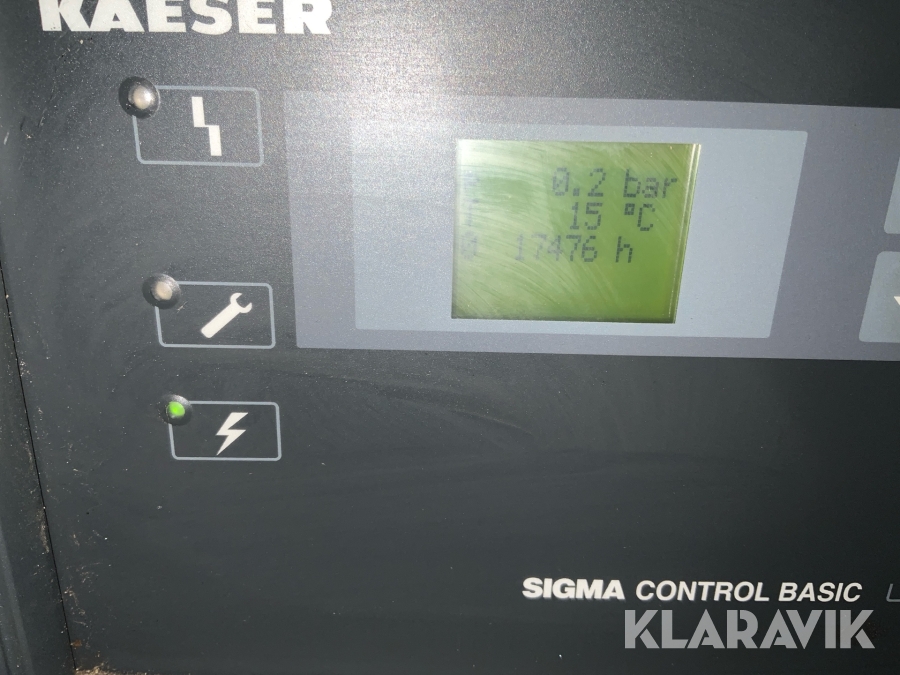 KAESER
0.2 bar
15 °C
17476 h
SIGMA CONTROL BASIC
KLARAVIK